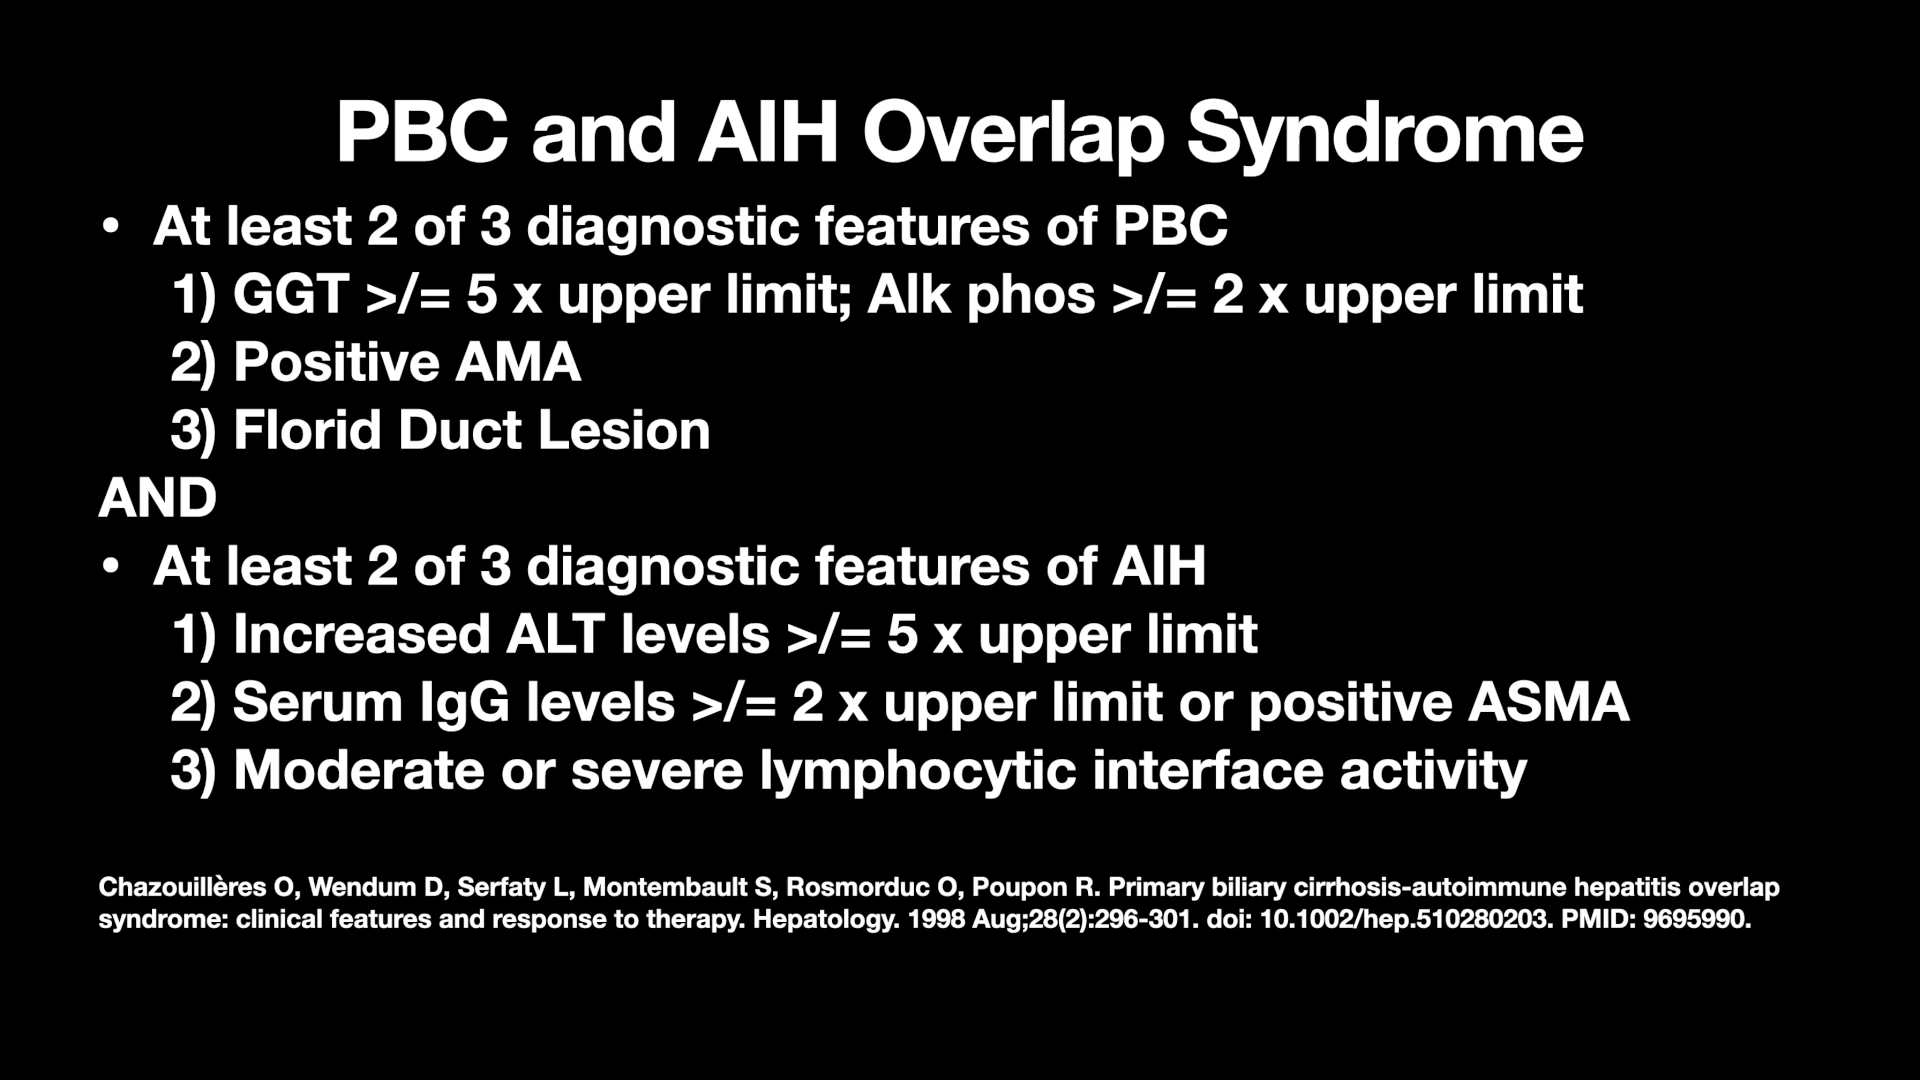 PBC and AIH Overlap Syndrome
• At least 2 of 3 diagnostic features of PBC
1) GGT >/= 5 x upper limit; Alk phos >/= 2 x upper limit
2) Positive AMA
3) Florid Duct Lesion
AND
• At least 2 of 3 diagnostic features of AIH
1) Increased ALT levels >/= 5 x upper limit
2) Serum IgG levels >/= 2 x upper limit or positive ASMA
3) Moderate or severe lymphocytic interface activity
Chazouillères O, Wendum D, Serfaty L, Montembault S, Rosmorduc O, Poupon R. Primary biliary cirrhosis-autoimmune hepatitis overlap
syndrome: clinical features and response to therapy. Hepatology. 1998 Aug;28(2):296-301. doi: 10.1002/hep.510280203. PMID: 9695990.